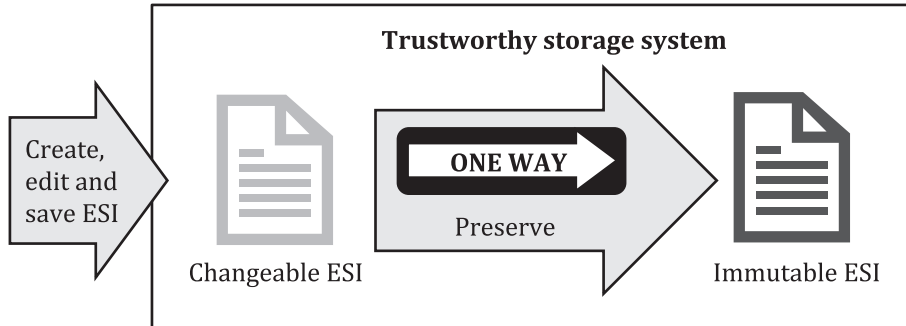 Trustworthy storage system
Create,
edit and
save ESI
ONE WAY
Preserve
Changeable ESI
Immutable ESI